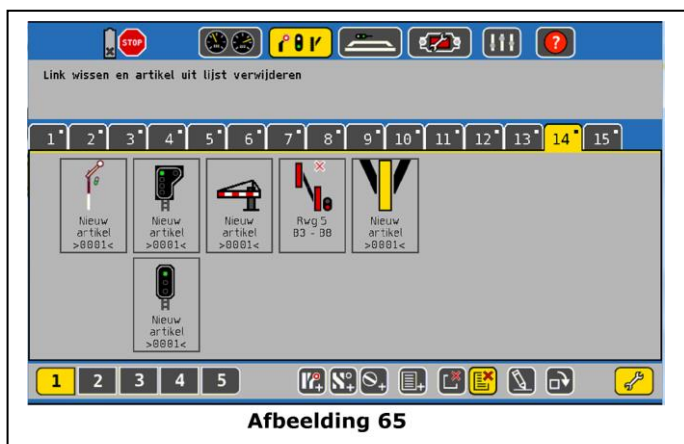 STOP
?
Link wissen en artikel uit lijst verwijderen
1 2 3 4 5 6 7 8 9 10 11 12 13 14 15
Nieuw
artikel
>0001<
Nieuw
artikel
>0001<
Nieuw
artikel
>0001<
Rwg 5
B3 - B8
Nieuw
artikel
>0001<
Nieuw
artikel
>0001<
1 2 3 4 5
Afbeelding 65